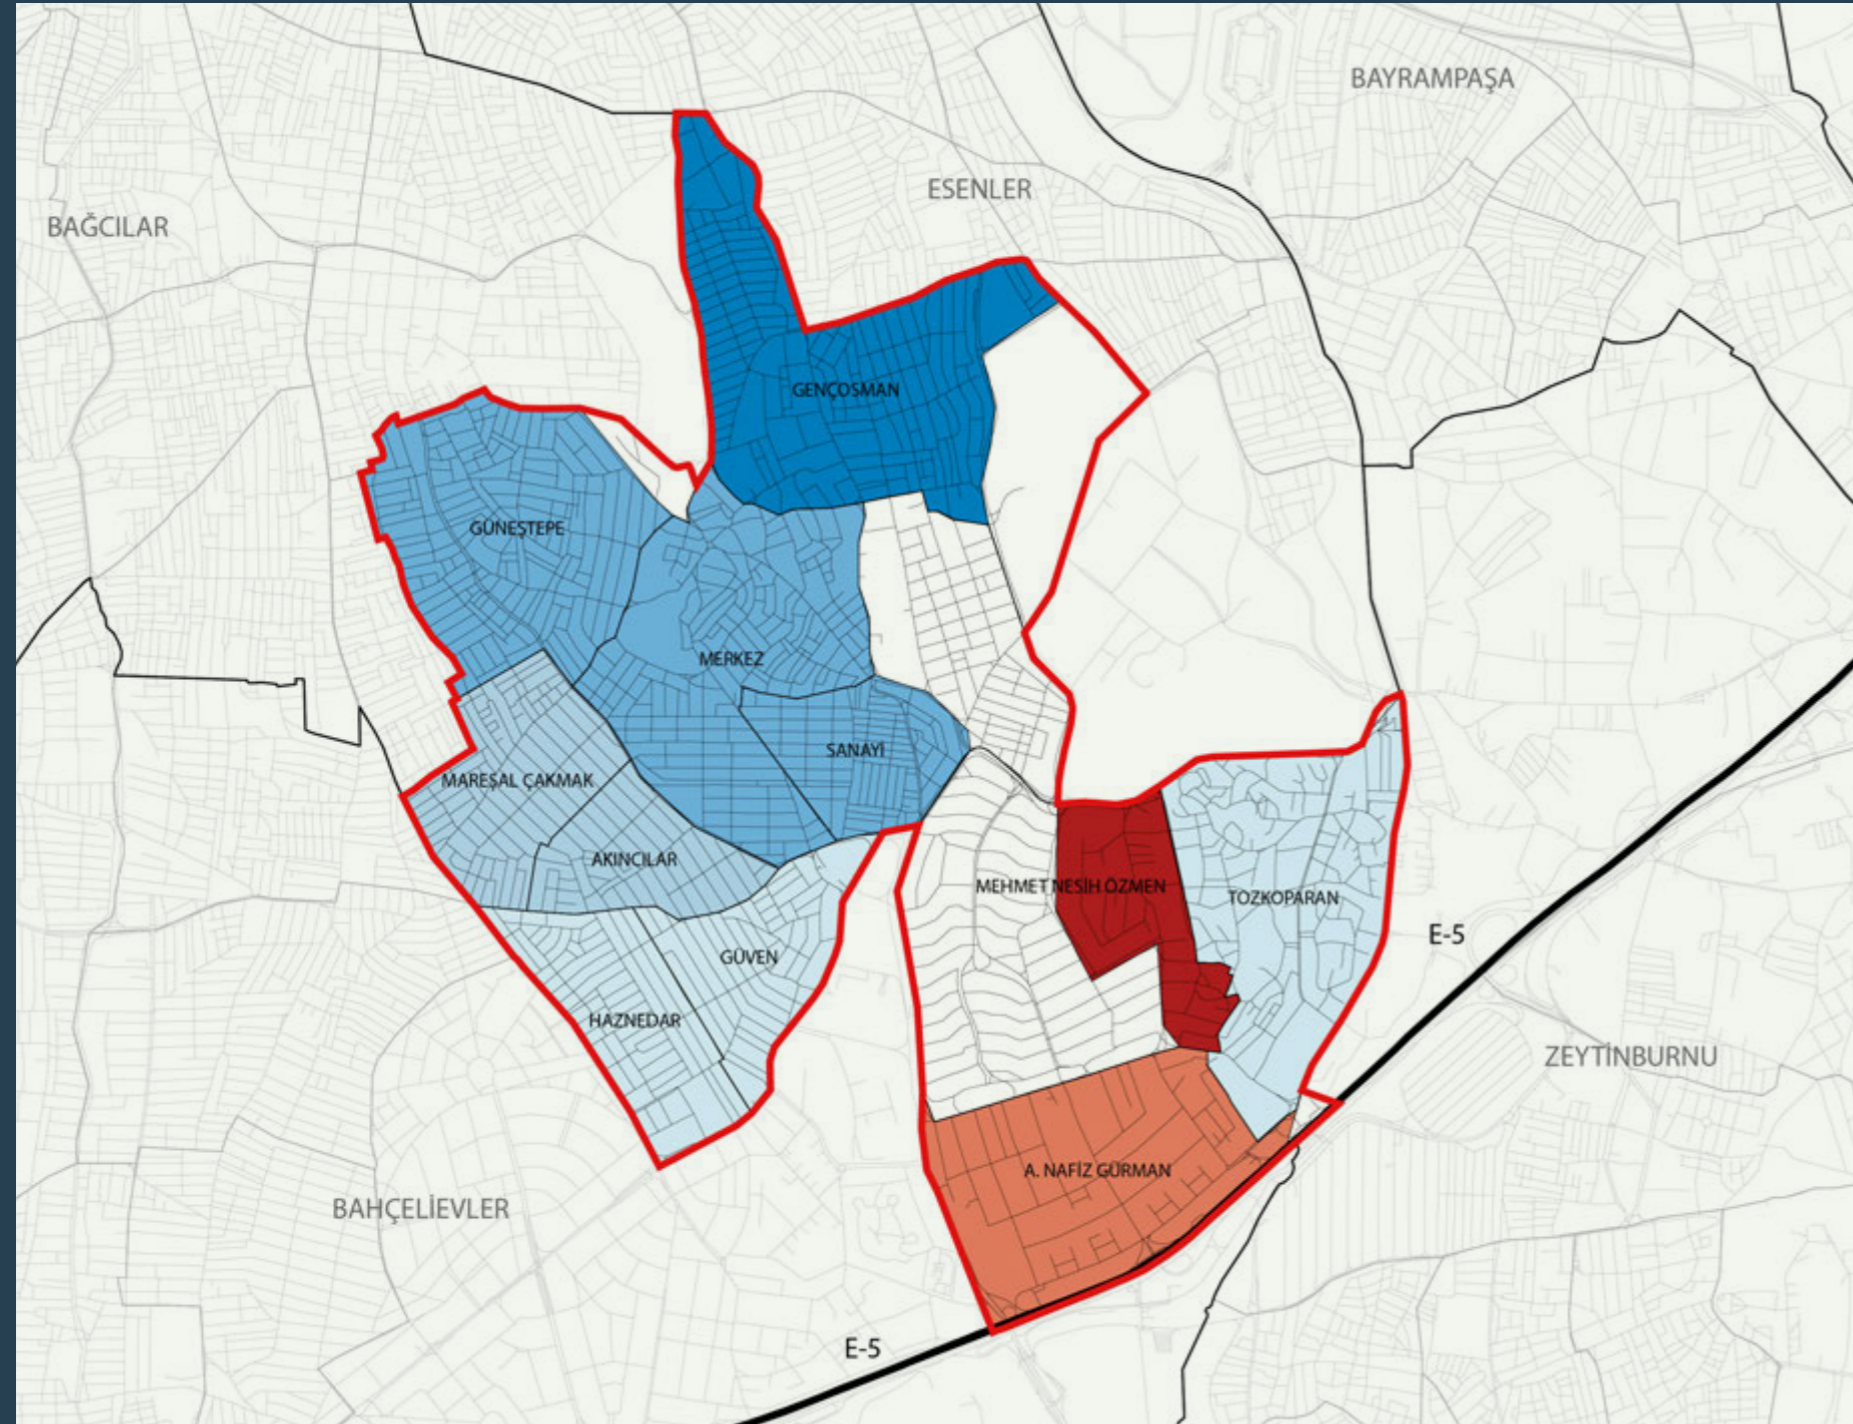 BAYRAMPAŞA
ESENLER
BAĞCILAR
GENÇOSMAN
GÜNEŞTEPE
MERKEZ
SANAYİ
MAREŞAL ÇAKMAK
AKINCILAR
MEHMET NESİH ÖZMEN
TOZKOPARAN
E-5
GÜVEN
HAZNEDAR
ZEYTİNBURNU
A. NAFİZ GÜRMAN
BAHÇELİEVLER
E-5